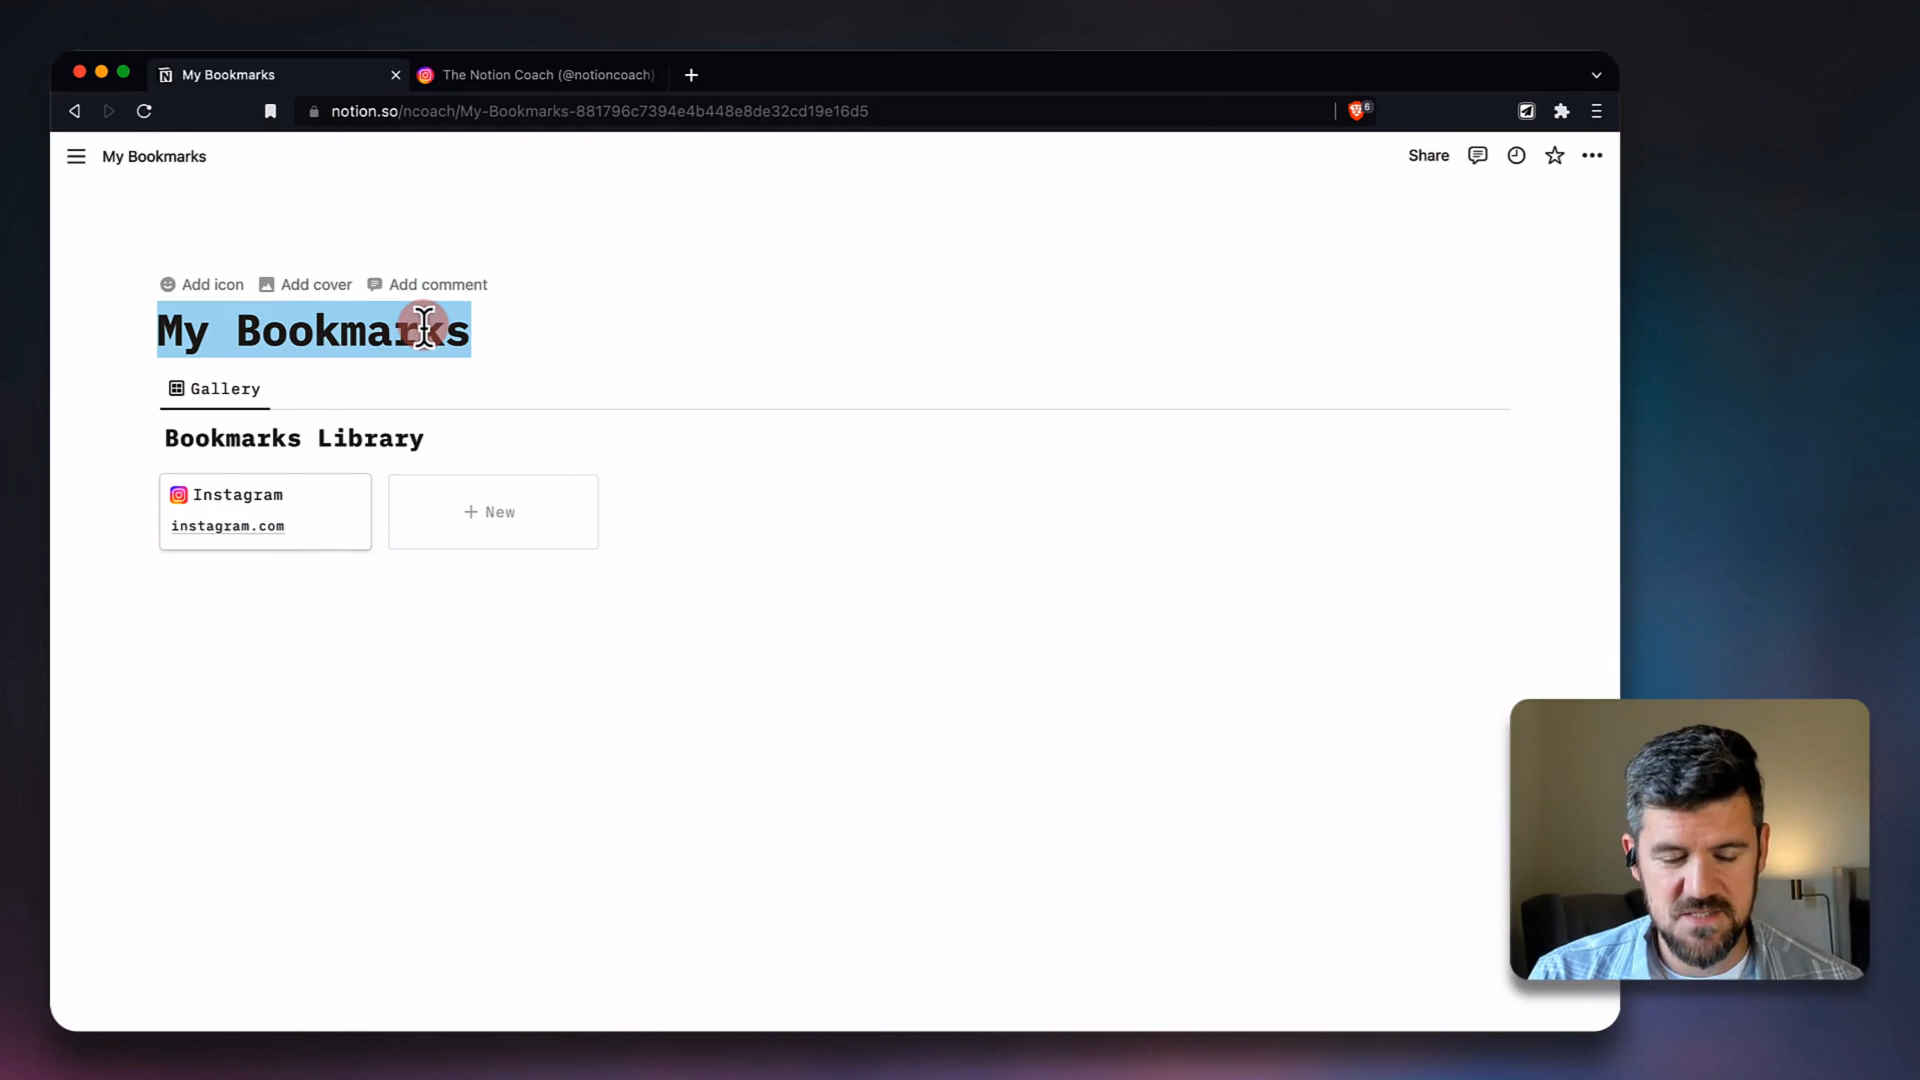 My Bookmarks
The Notion Coach (@notioncoach)
notion.so/ncoach/My-Bookmarks-881796c7394e4b448e8de32cd19e16d5
6
My Bookmarks
Share
Add icon
Add cover
Add comment
My Bookmarks
Gallery
Bookmarks Library
Instagram
instagram.com
+ New